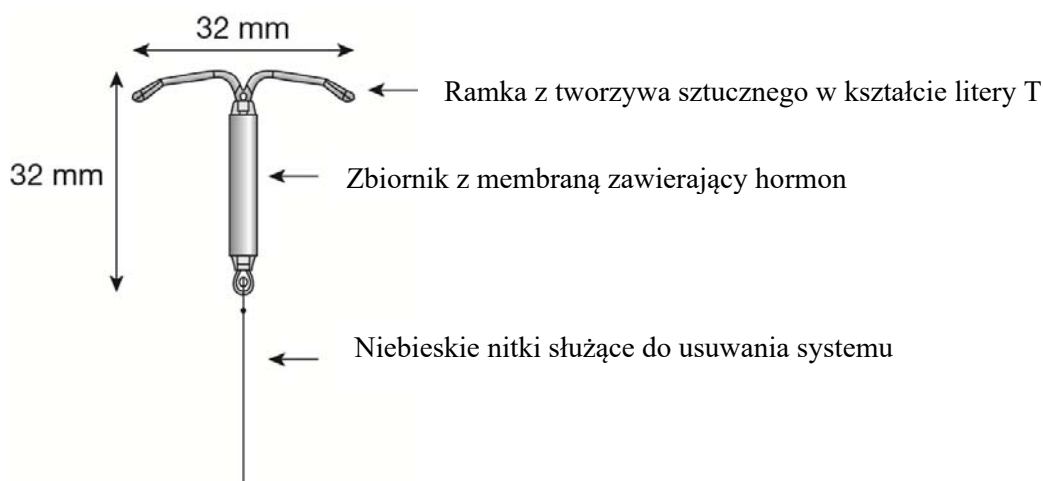 32 mm
Ramka z tworzywa sztucznego w kształcie litery T
32 mm
Zbiornik z membraną zawierający hormon
Niebieskie nitki służące do usuwania systemu